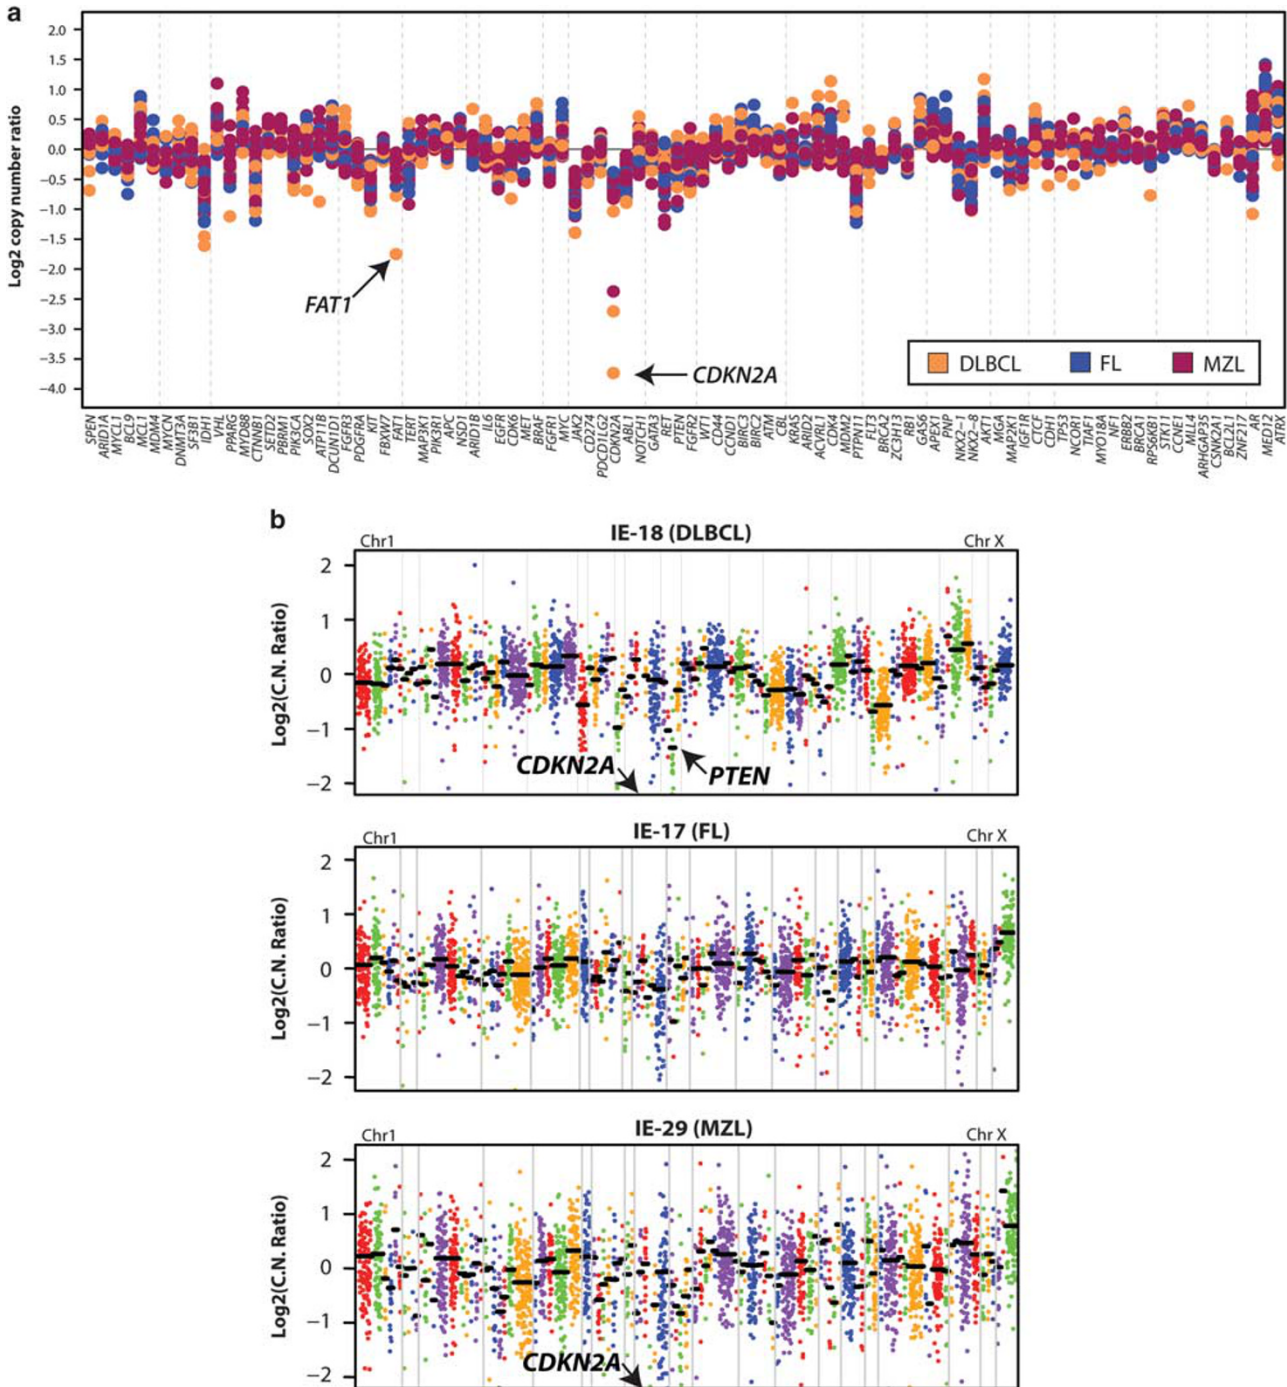 a
2.0
1.5
1.0
0.5
0.0
−0.5
−1.0
−1.5
−2.0
−2.5
−3.0
−3.5
−4.0
Log2 copy number ratio
FAT1
CDKN2A
DLBCL FL MZL
SPEN
ARID1A
MYCL1
BCL9
MCL1
MDM4
MYCN
DNMT3A
SF3B1
IDH1
VHL
PPARG
MYD88
CTNNB1
SETD2
PBRM1
PIK3CA
SOX2
ATP11B
DCUN1D1
FGFR3
PDGFRA
KIT
FBXW7
FAT1
TERT
MAP3K1
PIK3R1
APC
NSD1
ARID1B
IL6
EGFR
CDK6
MET
BRAF
FGFR1
MYC
JAK2
CD274
PDCD1LG2
CDKN2A
ABL1
NOTCH1
GATA3
RET
PTEN
FGFR2
WT1
CD44
CCND1
BIRC3
BIRC2
ATM
CBL
KRAS
ARID2
ACVRL1
CDK4
MDM2
PTPN11
FLT3
BRCA2
ZC3H13
RB1
GAS6
APEX1
PNP
NKX2−1
NKX2−8
AKT1
MGA
MAP2K1
IGF1R
CTCF
CDH1
TP53
NCOR1
TIAF1
MYO18A
NF1
ERBB2
BRCA1
RPS6KB1
STK11
CCNE1
MLL4
ARHGAP35
CSNK2A1
BCL2L1
ZNF217
AR
MED12
ATRX
b
IE-18 (DLBCL)
Chr1 Chr X
2
1
0
−1
−2
Log2(C.N. Ratio)
CDKN2A
PTEN
IE-17 (FL)
Chr1 Chr X
2
1
0
−1
−2
Log2(C.N. Ratio)
IE-29 (MZL)
Chr1 Chr X
2
1
0
−1
−2
Log2(C.N. Ratio)
CDKN2A